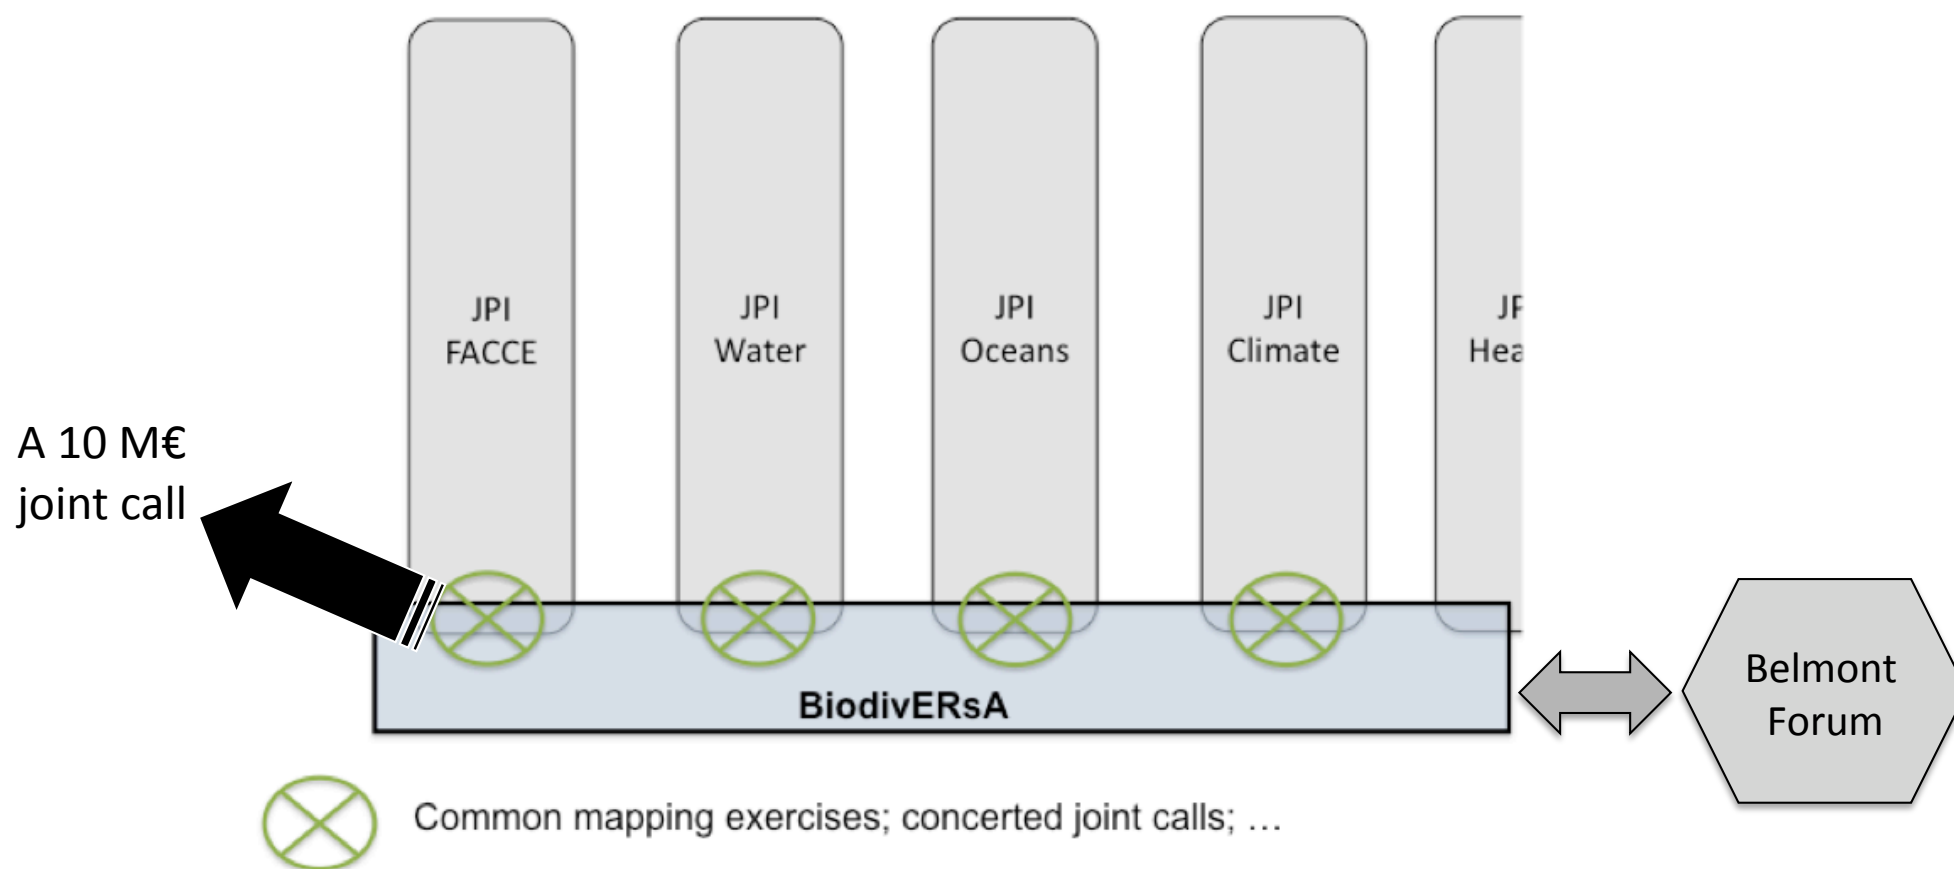 JPI
FACCE
JPI
Water
JPI
Oceans
JPI
Climate
A 10 M€
joint call
BiodivERsA
Belmont
Forum
Common mapping exercises; concerted joint calls; …